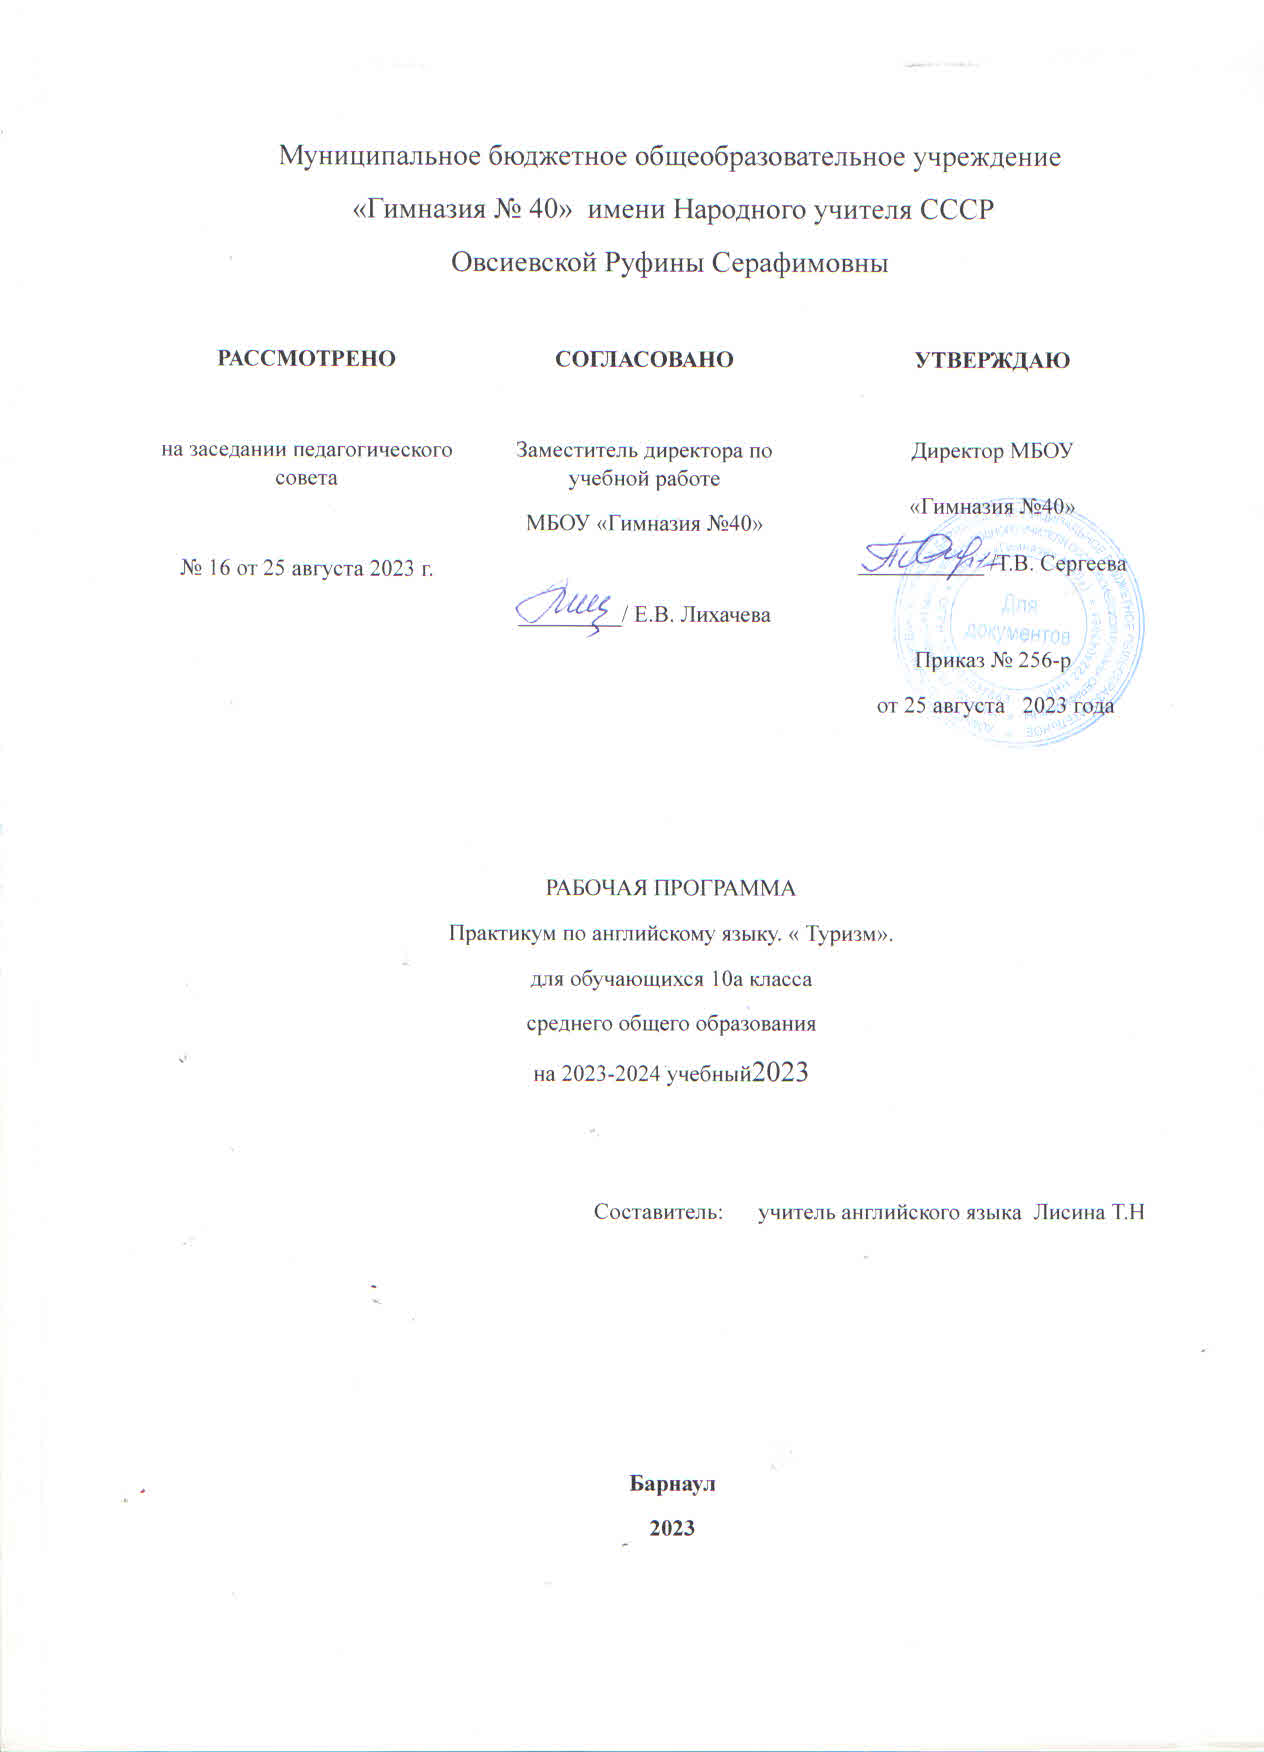 Муниципальное бюджетное общеобразовательное учреждение
«Гимназия № 40» имени Народного учителя СССР
Овсиевской Руфины Серафимовны
РАССМОТРЕНО
на заседании педагогического
совета
№ 16 от 25 августа 2023 г.
СОГЛАСОВАНО
Заместитель директора по
учебной работе
МБОУ «Гимназия №40»
_________/ Е.В. Лихачева
УТВЕРЖДАЮ
Директор МБОУ
«Гимназия №40»
___________/Т.В. Сергеева
Приказ № 256-р
от 25 августа 2023 года
Для
документов
РАБОЧАЯ ПРОГРАММА
Практикум по английскому языку. « Туризм».
для обучающихся 10а класса
среднего общего образования
на 2023-2024 учебный2023
Составитель: учитель английского языка Лисина Т.Н
Барнаул
2023